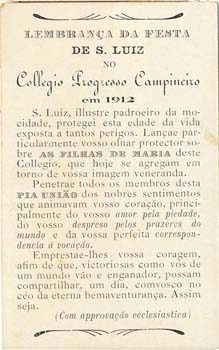 LEMBRANÇA DA FESTA
DE S. LUIZ
NO
Collegio Progresso Campineiro
em 1912
S. Luiz, illustre padroeiro da mo-
cidade, protegei esta edade da vida
exposta a tantos perigos. Lançae par-
ticularmente vosso olhar protector so-
bre AS FILHAS DE MARIA deste
Collegio, que hoje se agregam em
torno de vossa imagem veneranda.
Penetrae todos os membros desta
PIA UNIÃO dos nobres sentimentos
que animavam vosso coração, princi-
palmente do vosso amor pela piedade,
do vosso despreso pelos prazeres do
mundo e da vossa perfeita correspon-
dencia á vocação.
Emprestae-lhes vossa coragem,
afim de que, victoriosas como vós de
um mundo vão e enganador, possam
compartilhar, um dia, comvosco no
céo da eterna bemaventurança. Assim
seja.
(Com approvação ecclesiastica)